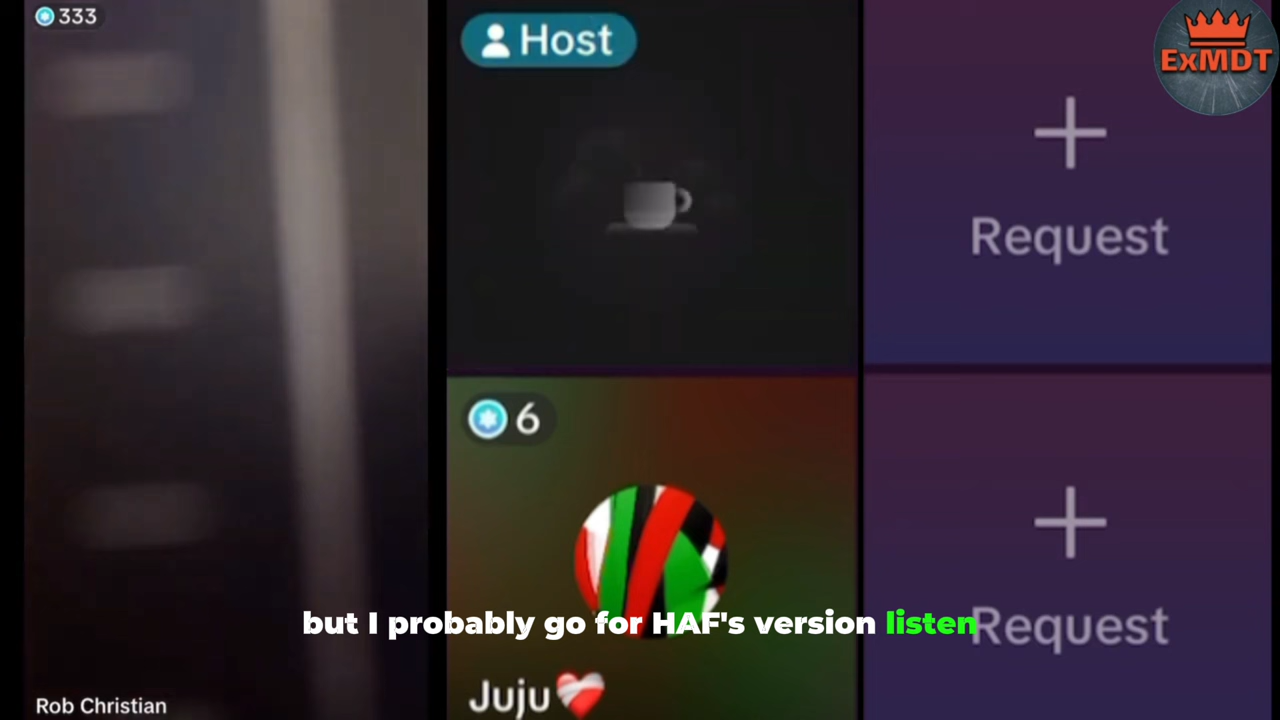 333
Host
ExMDT
Request
6
but I probably go for HAF's version listen
Request
Juju
Rob Christian